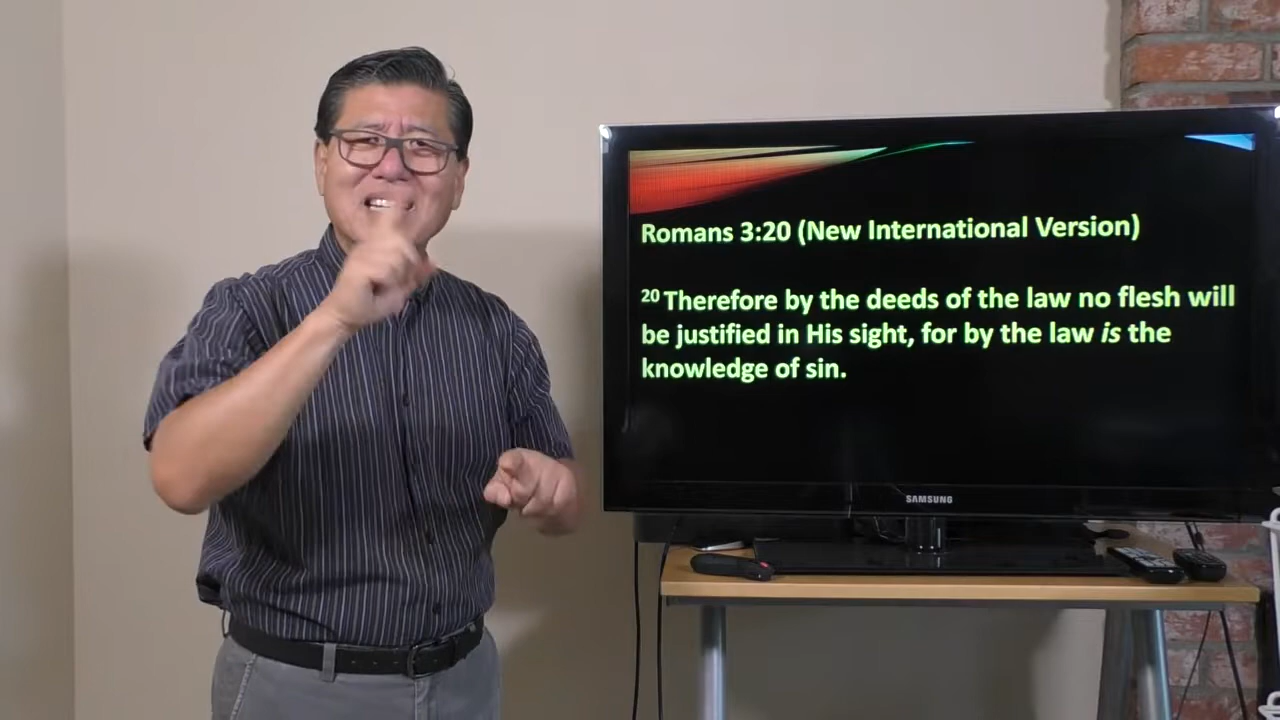 Romans 3:20 (New International Version)
20 Therefore by the deeds of the law no flesh will
be justified in His sight, for by the law is the
knowledge of sin.
SAMSUNG